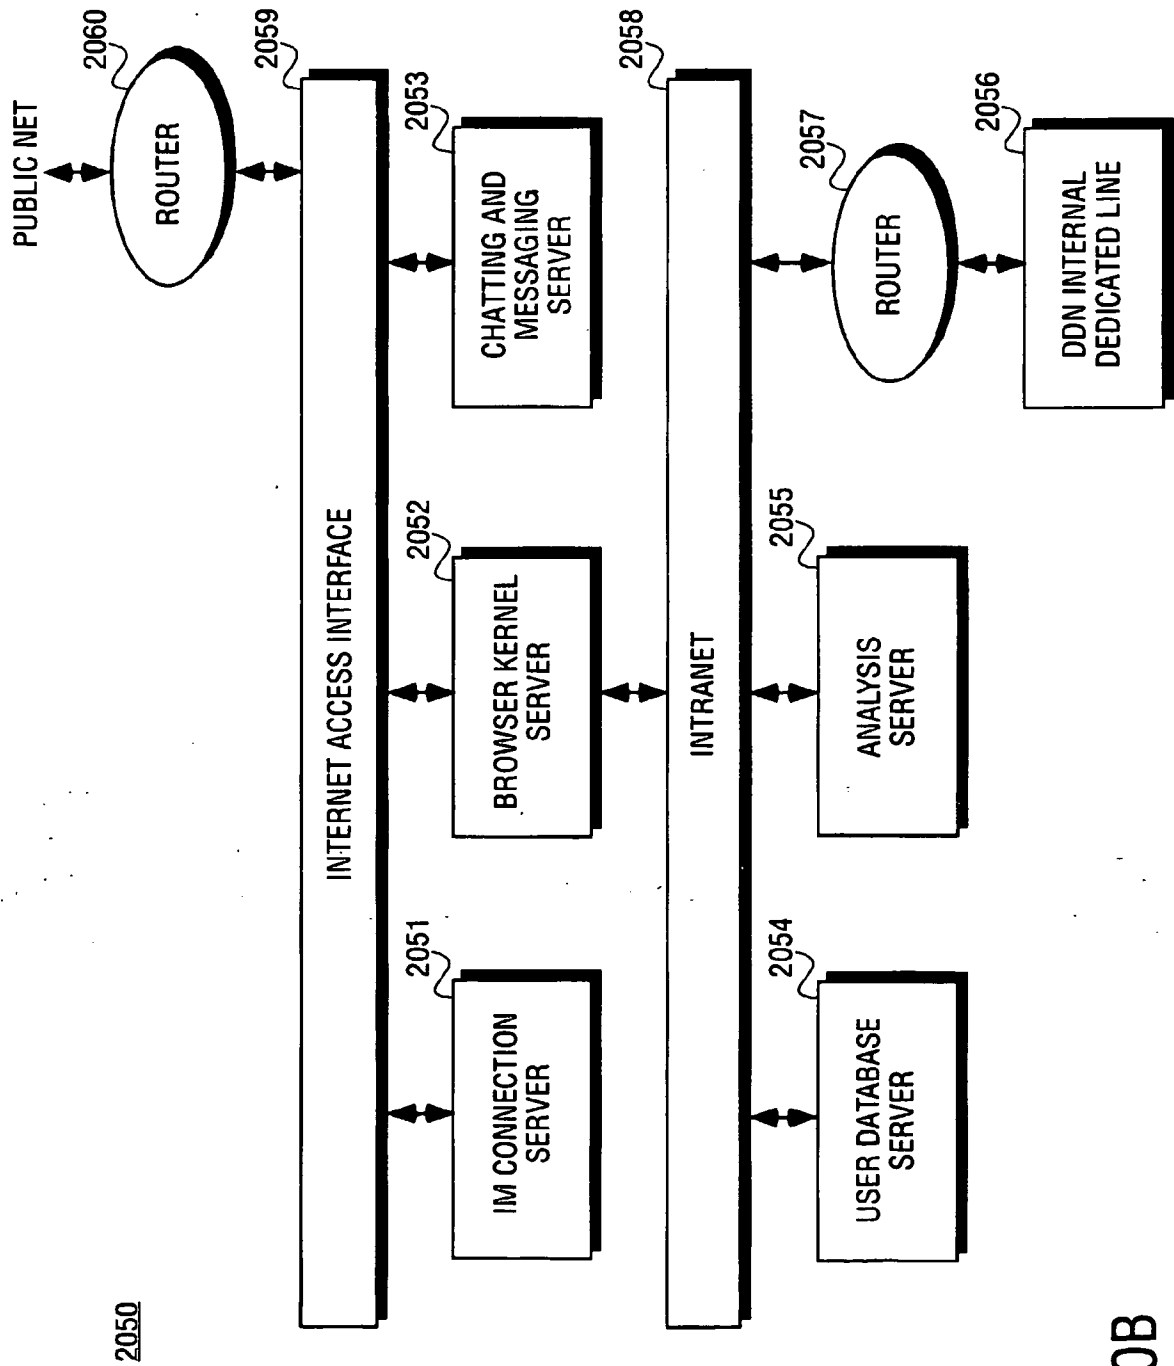 2050
PUBLIC NET
2060
ROUTER
2059
INTERNET ACCESS INTERFACE
2051
IM CONNECTION
SERVER
2052
BROWSER KERNEL
SERVER
2053
CHATTING AND
MESSAGING
SERVER
2058
INTRANET
2054
USER DATABASE
SERVER
2055
ANALYSIS
SERVER
2057
ROUTER
2056
DDN INTERNAL
DEDICATED LINE